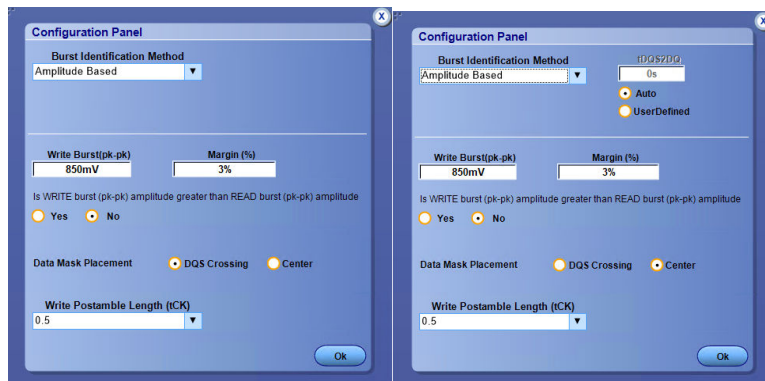 Configuration Panel
Burst Identification Method
Amplitude Based
Write Burst(pk-pk) Margin (%)
850mV 3%
Is WRITE burst (pk-pk) amplitude greater than READ burst (pk-pk) amplitude
Yes No
Data Mask Placement DQS Crossing Center
Write Postamble Length (tCK)
0.5
Ok
Configuration Panel
Burst Identification Method tDQS2DQ
Amplitude Based 0s
Auto
UserDefined
Write Burst(pk-pk) Margin (%)
850mV 3%
Is WRITE burst (pk-pk) amplitude greater than READ burst (pk-pk) amplitude
Yes No
Data Mask Placement DQS Crossing Center
Write Postamble Length (tCK)
0.5
Ok